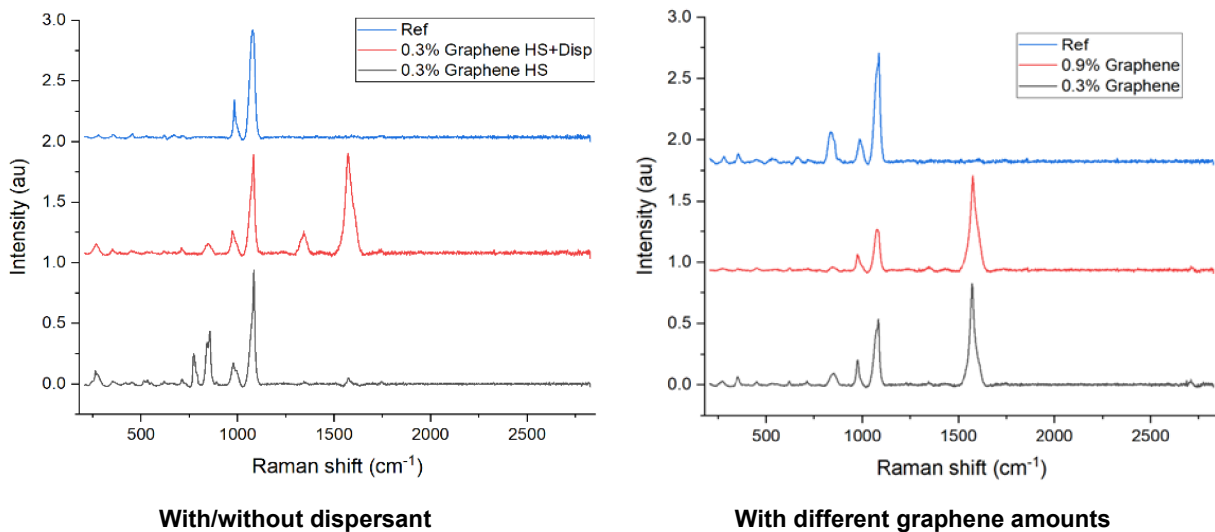 3.0
2.5
2.0
1.5
1.0
0.5
0.0
Intensity (au)
Ref
0.3% Graphene HS+Disp
0.3% Graphene HS
500 1000 1500 2000 2500
Raman shift (cm⁻¹)
With/without dispersant
3.0
2.5
2.0
1.5
1.0
0.5
0.0
Intensity (au)
Ref
0.9% Graphene
0.3% Graphene
500 1000 1500 2000 2500
Raman shift (cm⁻¹)
With different graphene amounts